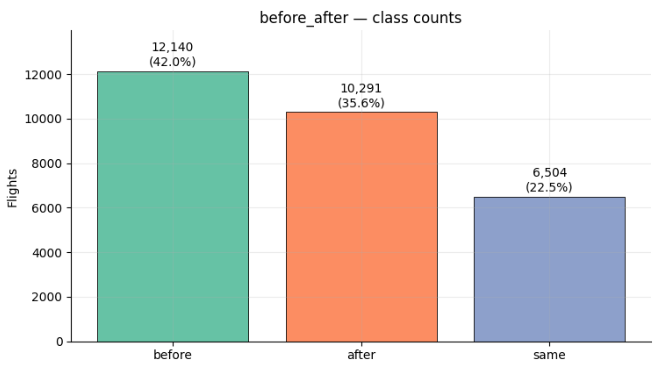 before_after — class counts
12,140
(42.0%)
10,291
(35.6%)
6,504
(22.5%)
12000
10000
8000
6000
4000
2000
0
Flights
before
after
same